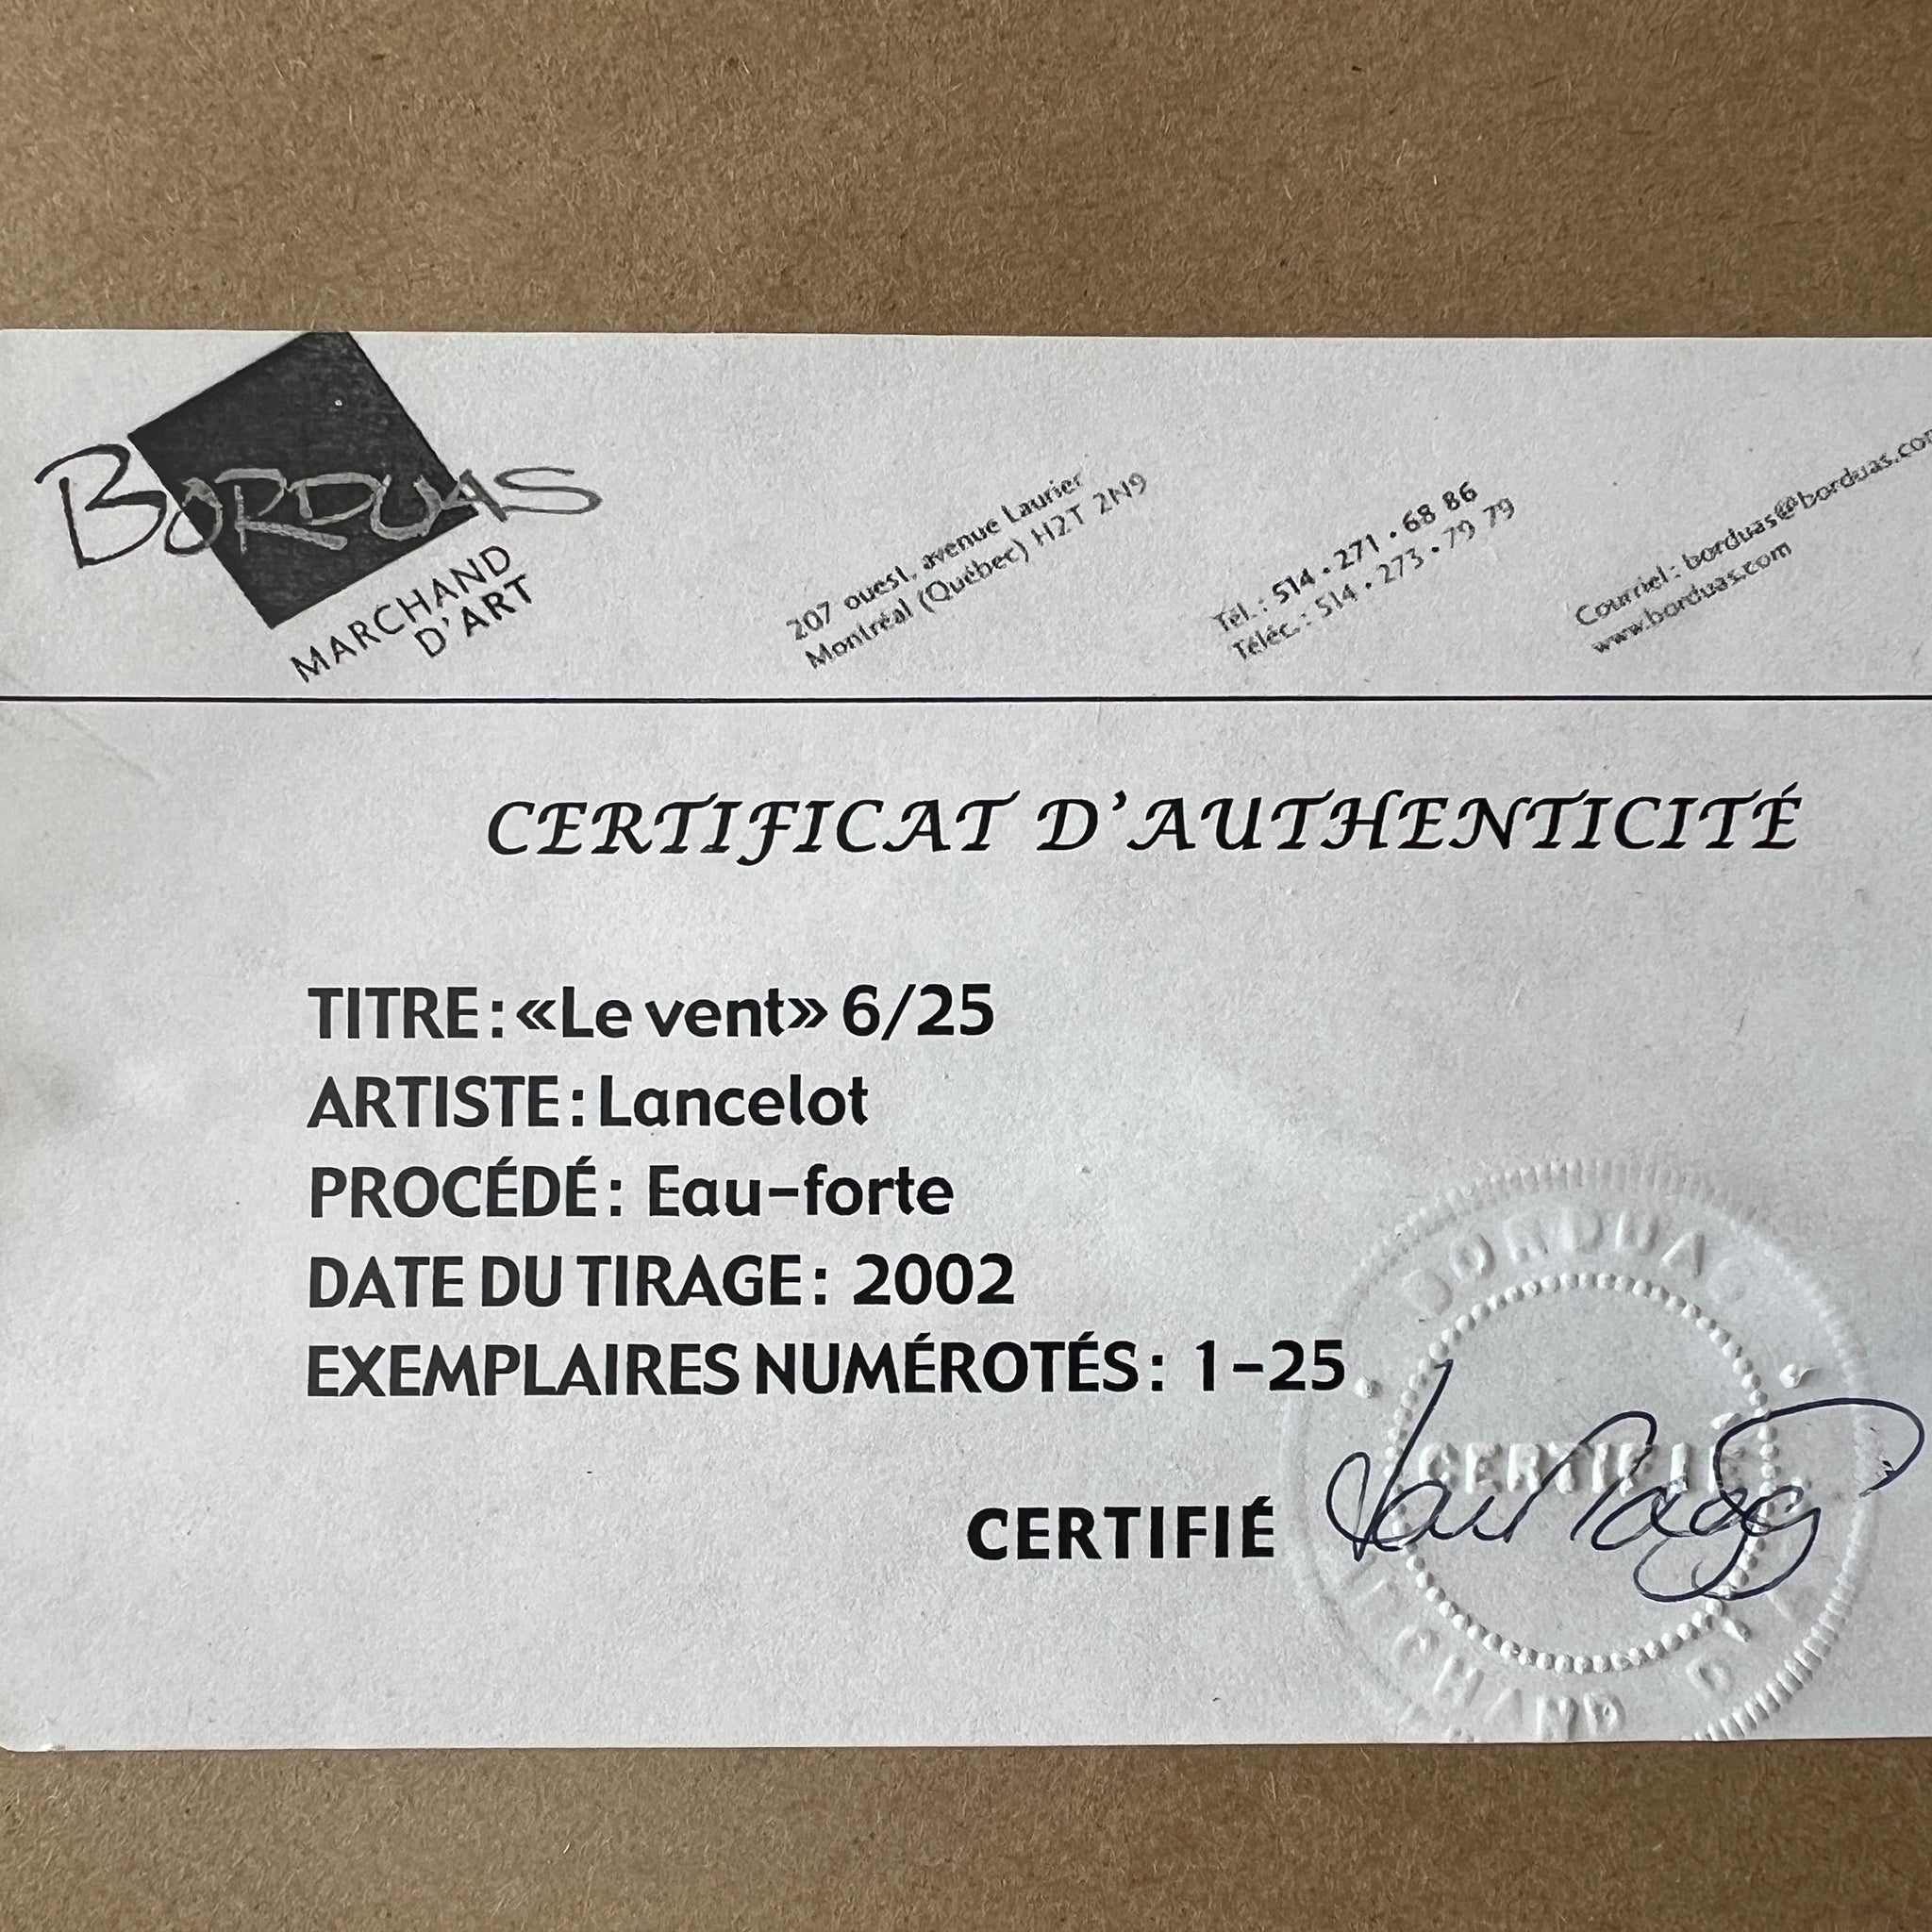 BORDUAS
MARCHAND
D'ART
207 ouest, avenue Laurier
Montréal (Québec) H2T 2N9
Tél.: 514 • 271 • 68 86
Téléc.: 514 • 273 • 79 79
Courriel: borduas@borduas.com
www.borduas.com
CERTIFICAT D'AUTHENTICITÉ
TITRE: «Le vent» 6/25
ARTISTE: Lancelot
PROCÉDÉ: Eau-forte
DATE DU TIRAGE: 2002
EXEMPLAIRES NUMÉROTÉS: 1-25
CERTIFIÉ
BORDUAS
CERTIFIÉ
MARCHAND D'ART